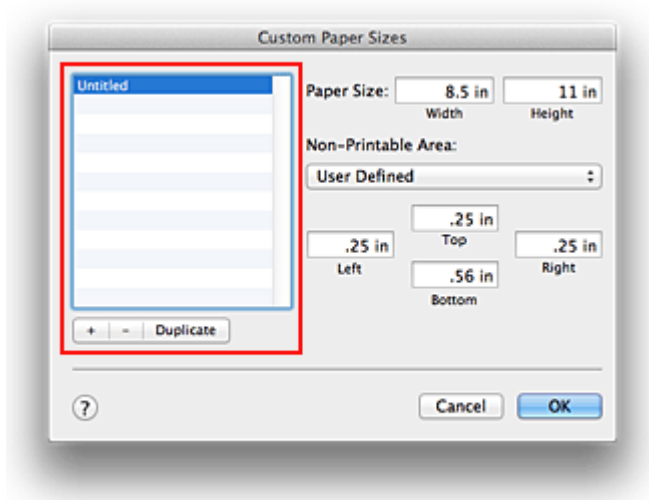 Custom Paper Sizes
Untitled
+ - Duplicate
Paper Size: 8.5 in 11 in
Width Height
Non-Printable Area:
User Defined
.25 in
Top
.25 in .25 in
Left Right
.56 in
Bottom
? Cancel OK